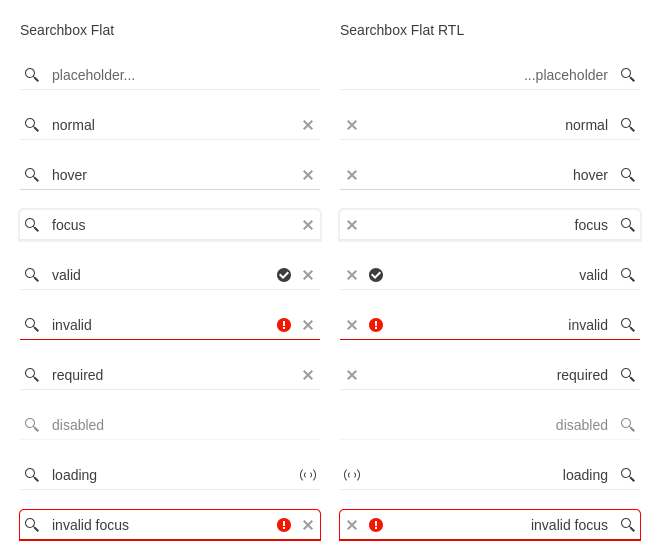 Searchbox Flat
placeholder...
normal
hover
focus
valid
invalid
required
disabled
loading
invalid focus
Searchbox Flat RTL
...placeholder
normal
hover
focus
valid
invalid
required
disabled
loading
invalid focus